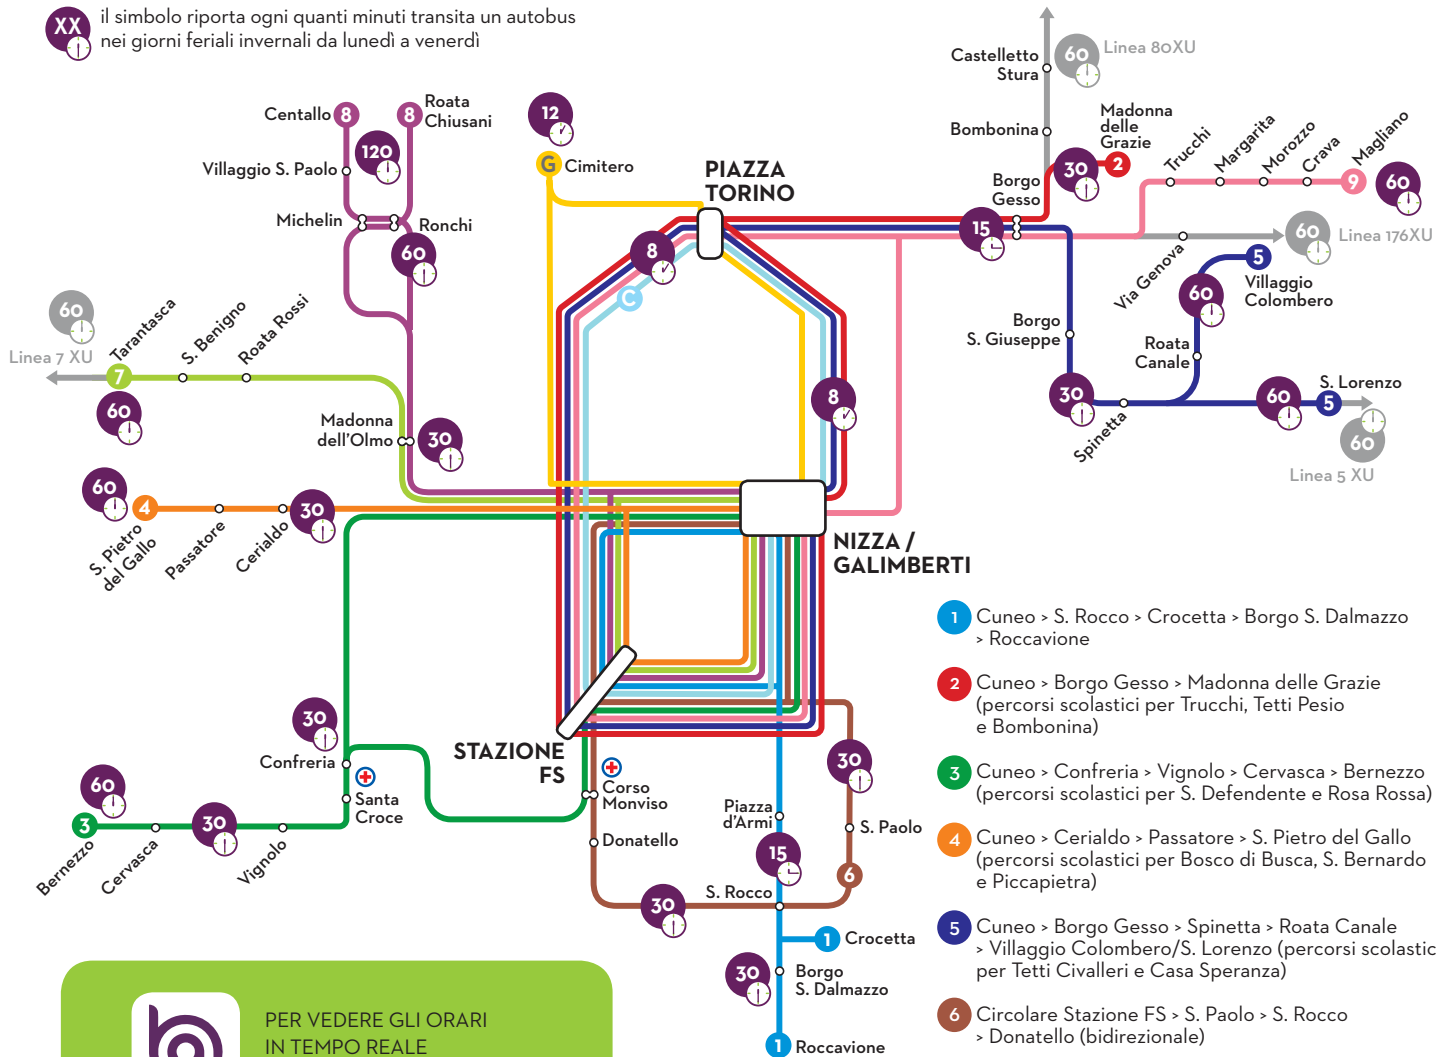 XX
il simbolo riporta ogni quanti minuti transita un autobus
nei giorni feriali invernali da lunedì a venerdì
Centallo
8
8
Roata
Chiusani
120
Villaggio S. Paolo
Michelin
Ronchi
60
12
G
Cimitero
PIAZZA
TORINO
8
C
8
Castelletto
Stura
60
Linea 80XU
Bombonina
Madonna
delle
Grazie
30
2
Borgo
Gesso
15
Trucchi
Margarita
Morozzo
Crava
Magliano
9
60
Via Genova
60
Linea 176XU
5
Villaggio
Colombero
60
Borgo
S. Giuseppe
Roata
Canale
30
Spinetta
60
S. Lorenzo
5
60
Linea 5 XU
60
Linea 7 XU
Tarantasca
7
60
S. Benigno
Roata Rossi
Madonna
dell'Olmo
30
60
4
S. Pietro
del Gallo
Passatore
Cerialdo
30
NIZZA /
GALIMBERTI
STAZIONE
FS
30
Confreria
Santa
Croce
60
3
Bernezzo
Cervasca
30
Vignolo
Corso
Monviso
Donatello
Piazza
d'Armi
15
30
S. Paolo
6
S. Rocco
30
1
Crocetta
30
Borgo
S. Dalmazzo
1
Roccavione
1
Cuneo > S. Rocco > Crocetta > Borgo S. Dalmazzo
> Roccavione
2
Cuneo > Borgo Gesso > Madonna delle Grazie
(percorsi scolastici per Trucchi, Tetti Pesio
e Bombonina)
3
Cuneo > Confreria > Vignolo > Cervasca > Bernezzo
(percorsi scolastici per S. Defendente e Rosa Rossa)
4
Cuneo > Cerialdo > Passatore > S. Pietro del Gallo
(percorsi scolastici per Bosco di Busca, S. Bernardo
e Piccapietra)
5
Cuneo > Borgo Gesso > Spinetta > Roata Canale
> Villaggio Colombero/S. Lorenzo (percorsi scolastic
per Tetti Civalleri e Casa Speranza)
6
Circolare Stazione FS > S. Paolo > S. Rocco
> Donatello (bidirezionale)
PER VEDERE GLI ORARI
IN TEMPO REALE